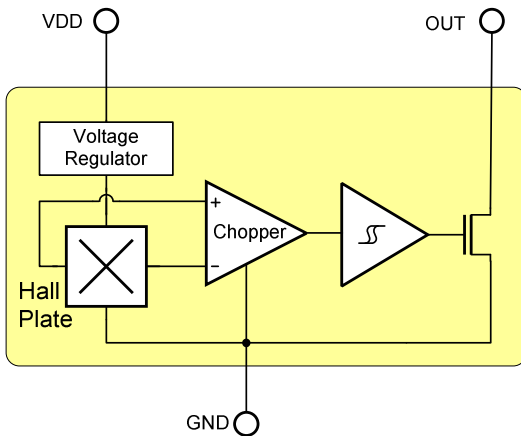 VDD
OUT
Voltage
Regulator
+
Chopper
−
Hall
Plate
GND